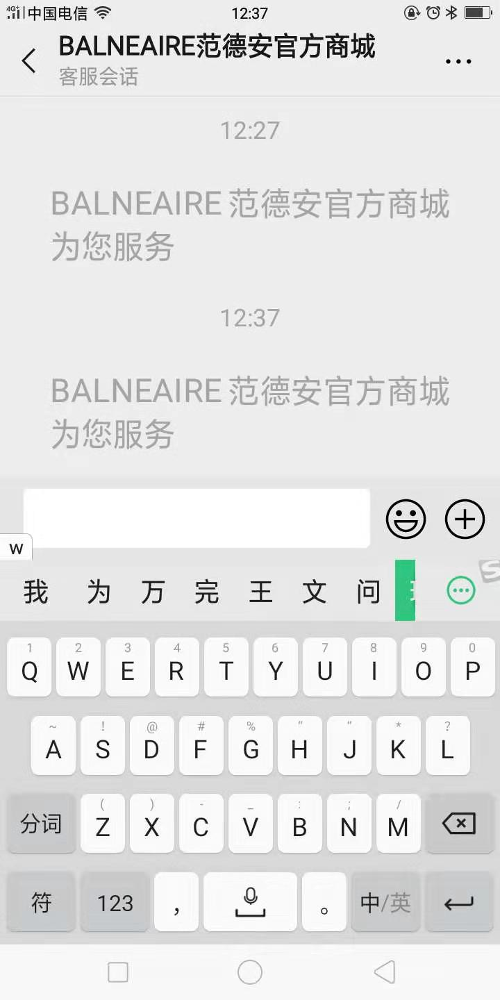 4G+ 中国电信 12:37
BALNEAIRE范德安官方商城
客服会话
12:27
BALNEAIRE 范德安官方商城
为您服务
12:37
BALNEAIRE 范德安官方商城
为您服务
w
我 为 万 完 王 文 问
S
1 2 3 4 5 6 7 8 9 0
Q W E R T Y U I O P
~ ! @ # % “ “ * ?
A S D F G H J K L
( ) - _ : ; /
分词 Z X C V B N M
符 123 , 。 中/英